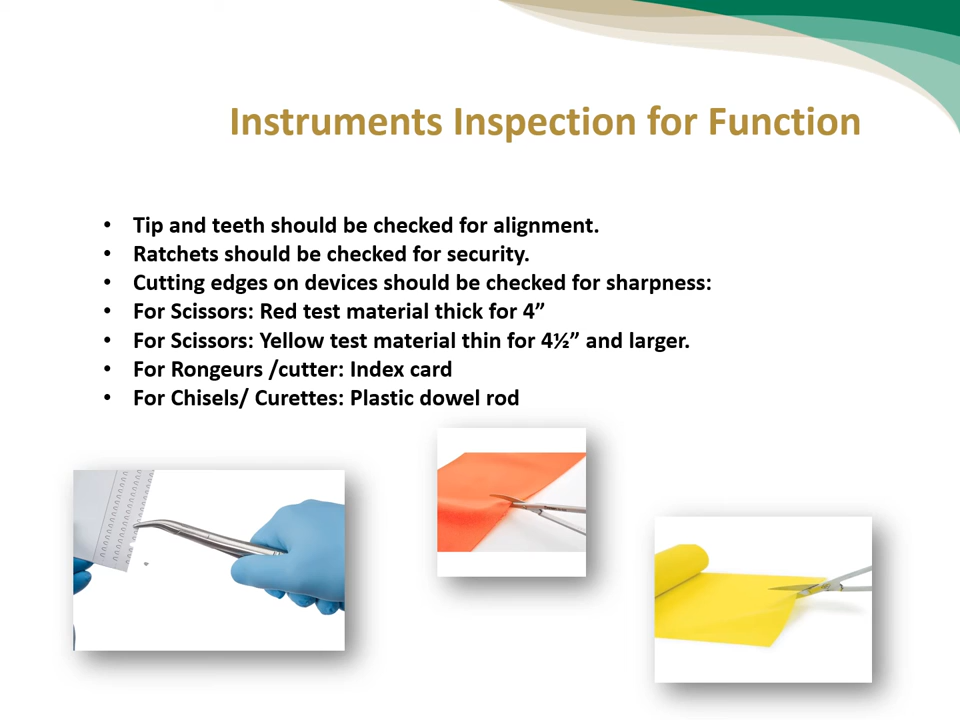 Instruments Inspection for Function
• Tip and teeth should be checked for alignment.
• Ratchets should be checked for security.
• Cutting edges on devices should be checked for sharpness:
• For Scissors: Red test material thick for 4”
• For Scissors: Yellow test material thin for 4½” and larger.
• For Rongeurs /cutter: Index card
• For Chisels/ Curettes: Plastic dowel rod